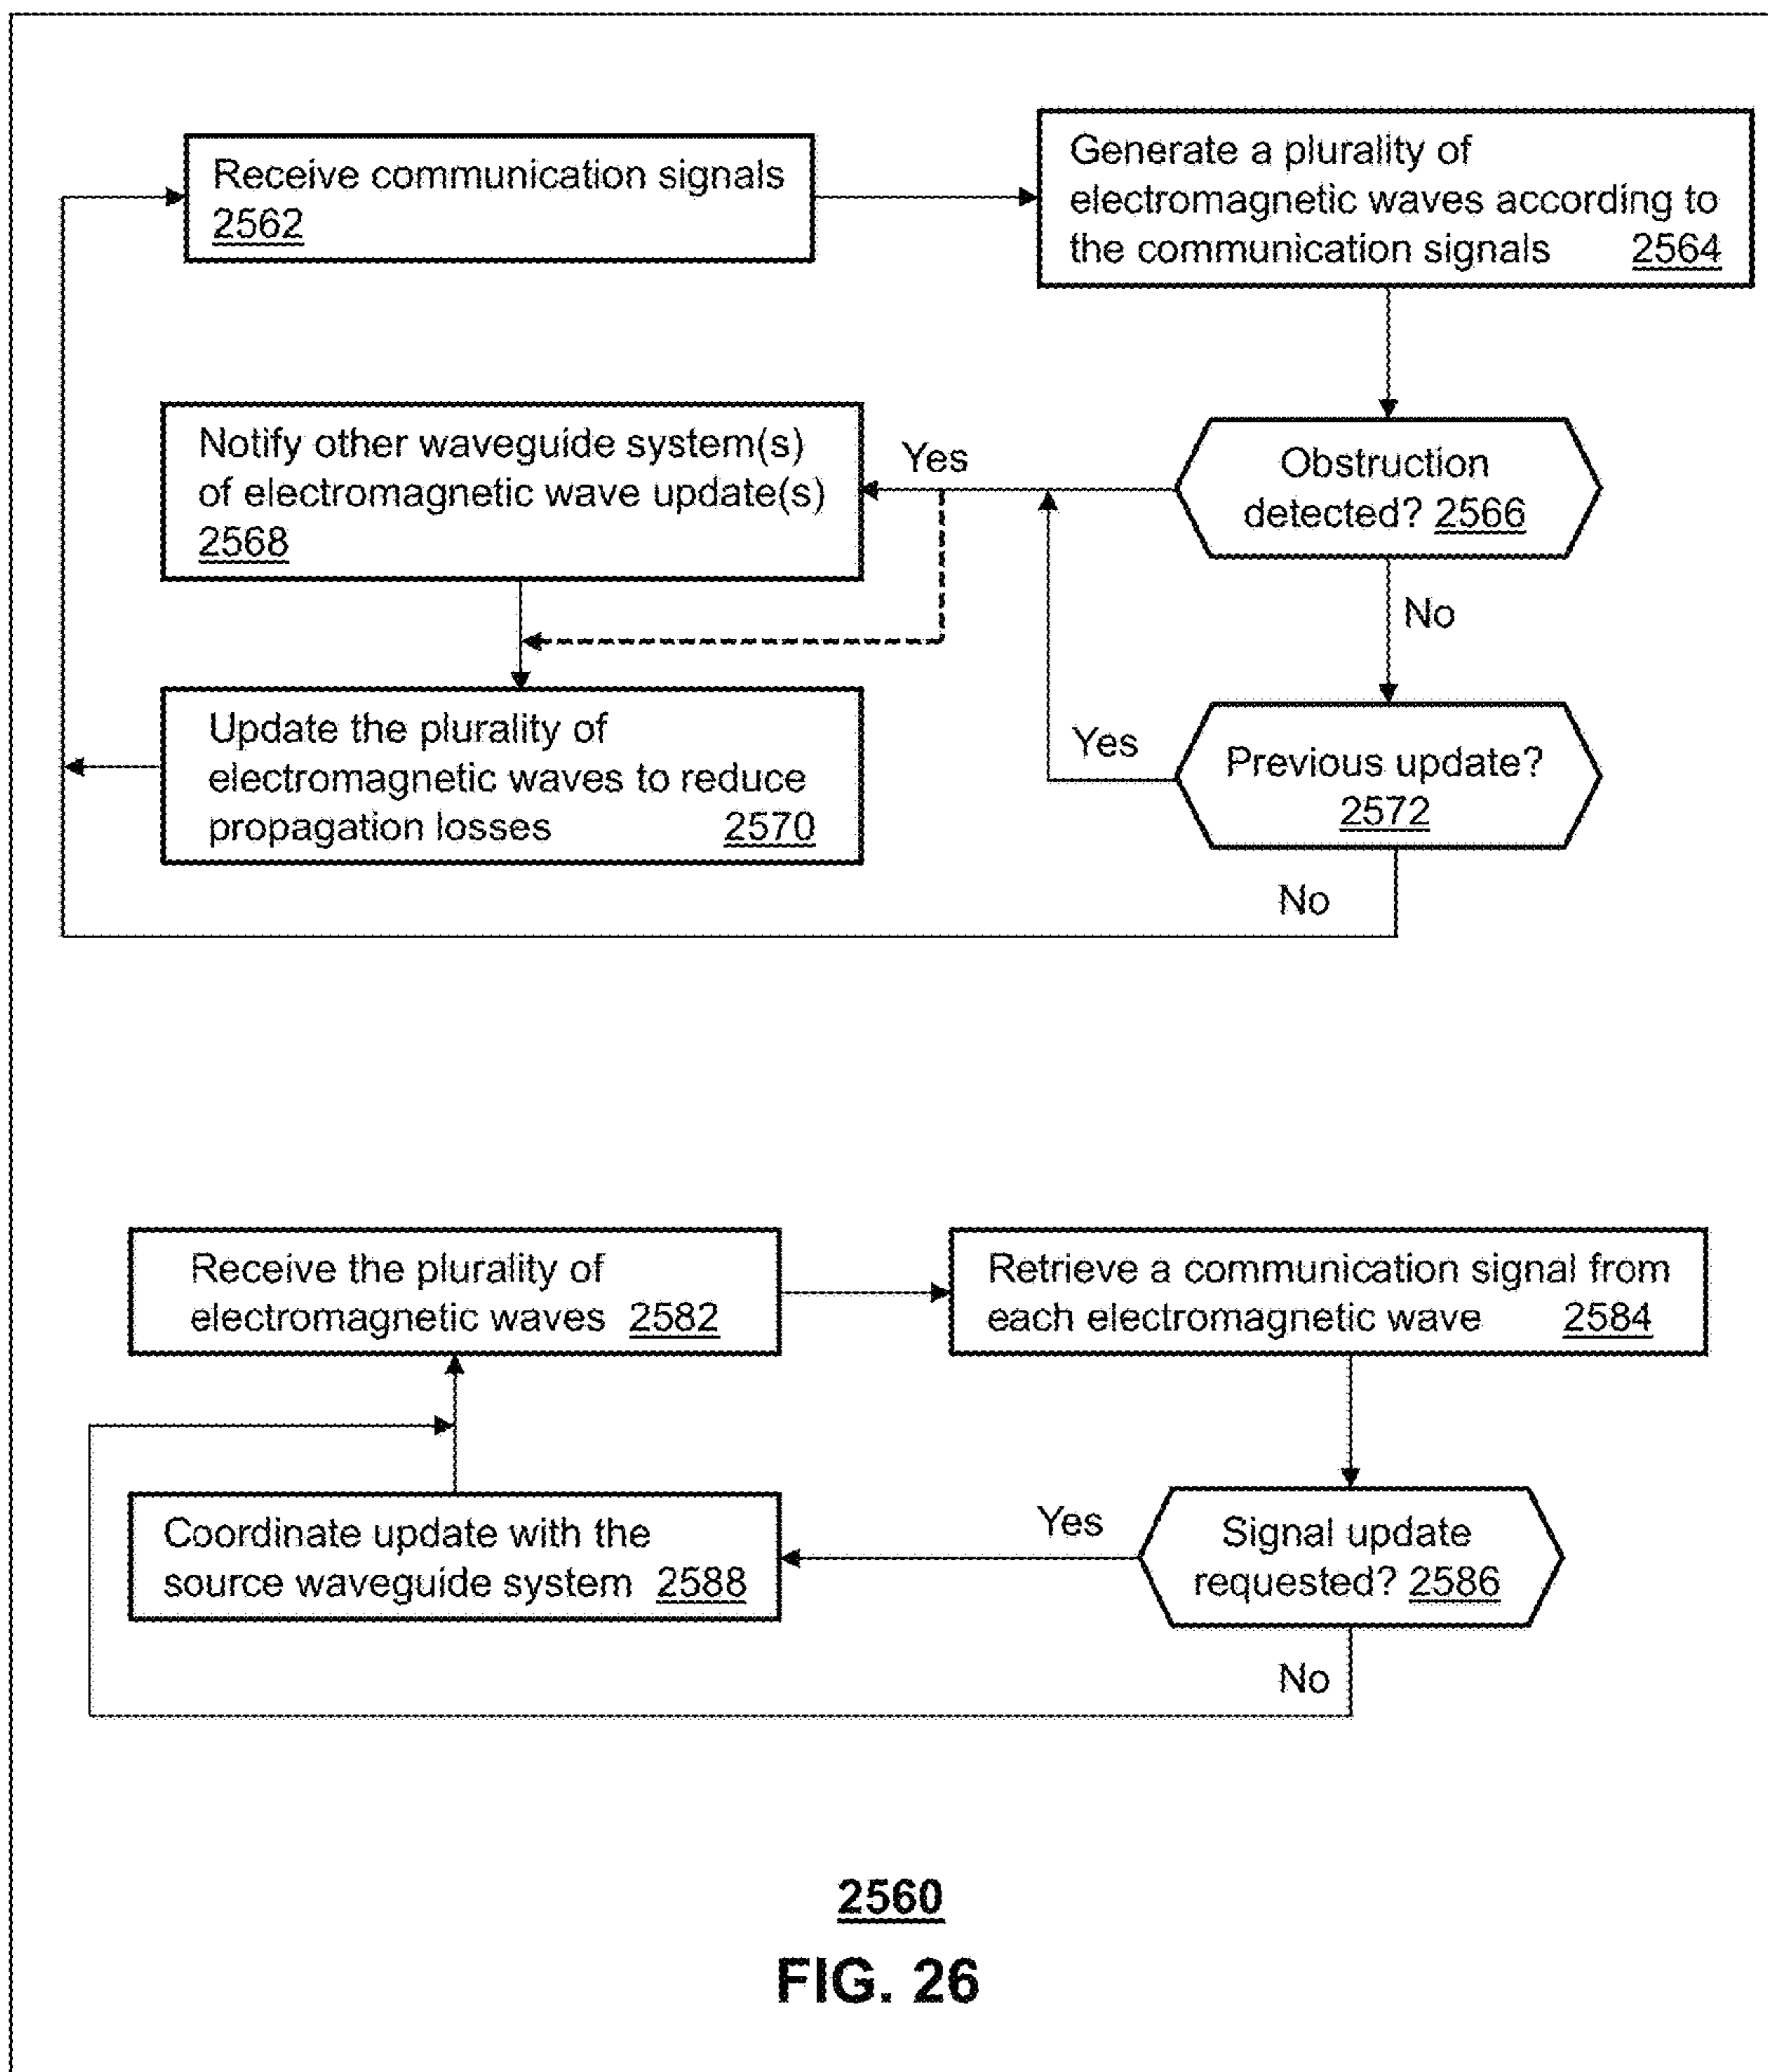 Receive communication signals
2562
Generate a plurality of
electromagnetic waves according to
the communication signals 2564
Notify other waveguide system(s)
of electromagnetic wave update(s)
2568
Yes
Obstruction
detected? 2566
No
Update the plurality of
electromagnetic waves to reduce
propagation losses 2570
Yes
Previous update?
2572
No
Receive the plurality of
electromagnetic waves 2582
Retrieve a communication signal from
each electromagnetic wave 2584
Coordinate update with the
source waveguide system 2588
Yes
Signal update
requested? 2586
No
2560
FIG. 26